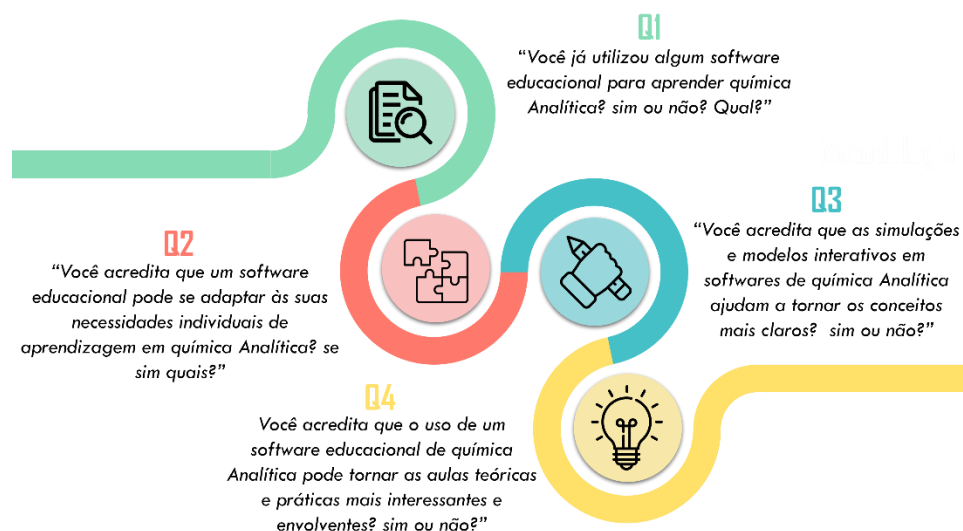 Q1
“Você já utilizou algum software
educacional para aprender química
Analítica? sim ou não? Qual?”
Q2
“Você acredita que um software
educacional pode se adaptar às suas
necessidades individuais de
aprendizagem em química Analítica? se
sim quais?”
Q3
“Você acredita que as simulações
e modelos interativos em
softwares de química Analítica
ajudam a tornar os conceitos
mais claros? sim ou não?”
Q4
Você acredita que o uso de um
software educacional de química
Analítica pode tornar as aulas teóricas
e práticas mais interessantes e
envolventes? sim ou não?”